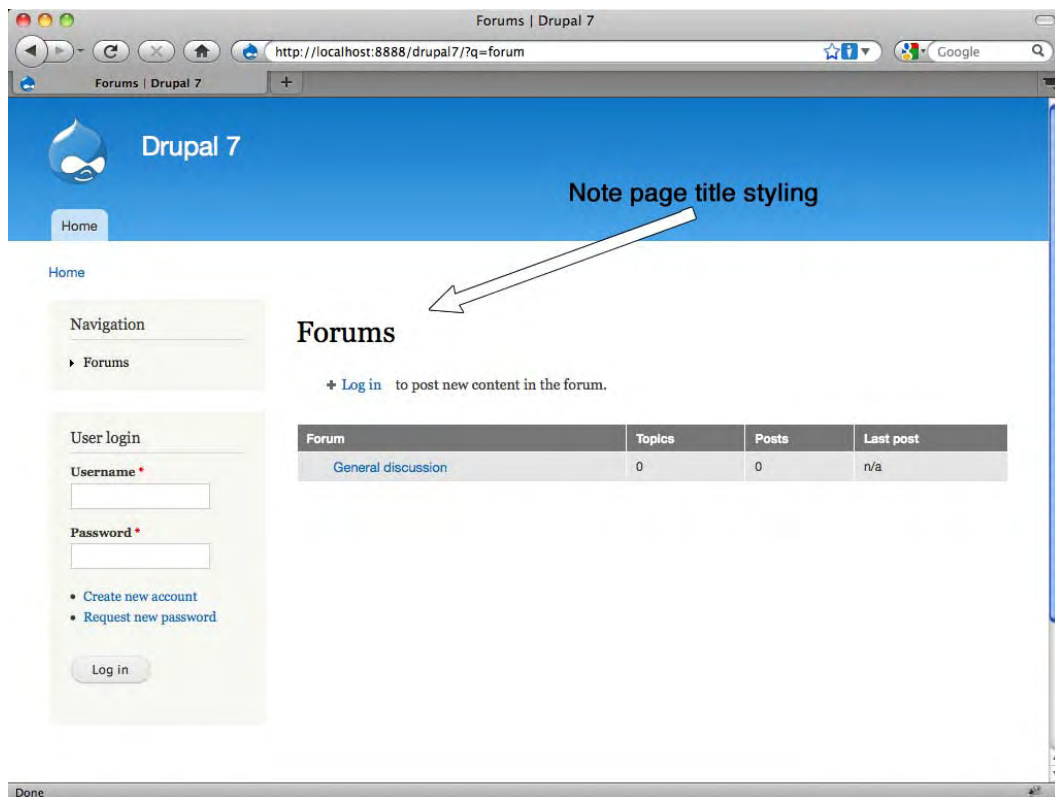 Forums | Drupal 7
http://localhost:8888/drupal7/?q=forum
Google
Forums | Drupal 7
+
Drupal 7
Note page title styling
Home
Home
Navigation
Forums
Forums
Log in to post new content in the forum.
Forum Topics Posts Last post
General discussion 0 0 n/a
User login
Username *
Password *
Create new account
Request new password
Log in
Done